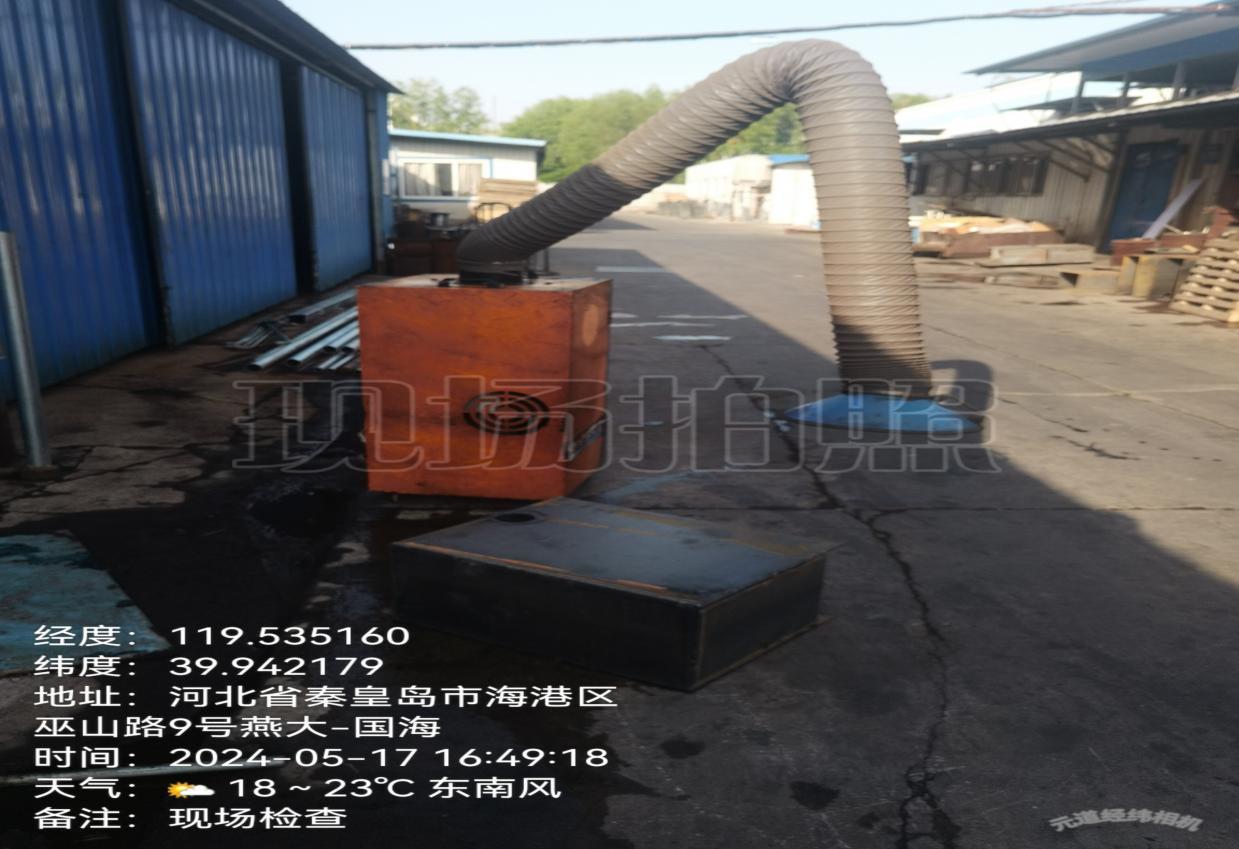 现场拍照
经度: 119.535160
纬度: 39.942179
地址: 河北省秦皇岛市海港区
巫山路9号燕大-国海
时间: 2024-05-17 16:49:18
天气: 18 ~ 23℃ 东南风
备注: 现场检查
元道经纬相机